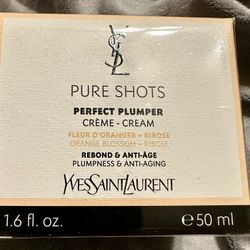 YSL
PURE SHOTS
PERFECT PLUMPER
CRÈME - CREAM
FLEUR D'ORANGER + RIBOSE
ORANGE BLOSSOM + RIBOSE
REBOND & ANTI-ÂGE
PLUMPNESS & ANTI-AGING
YVESSAINTLAURENT
1.6 fl. oz. e 50 ml